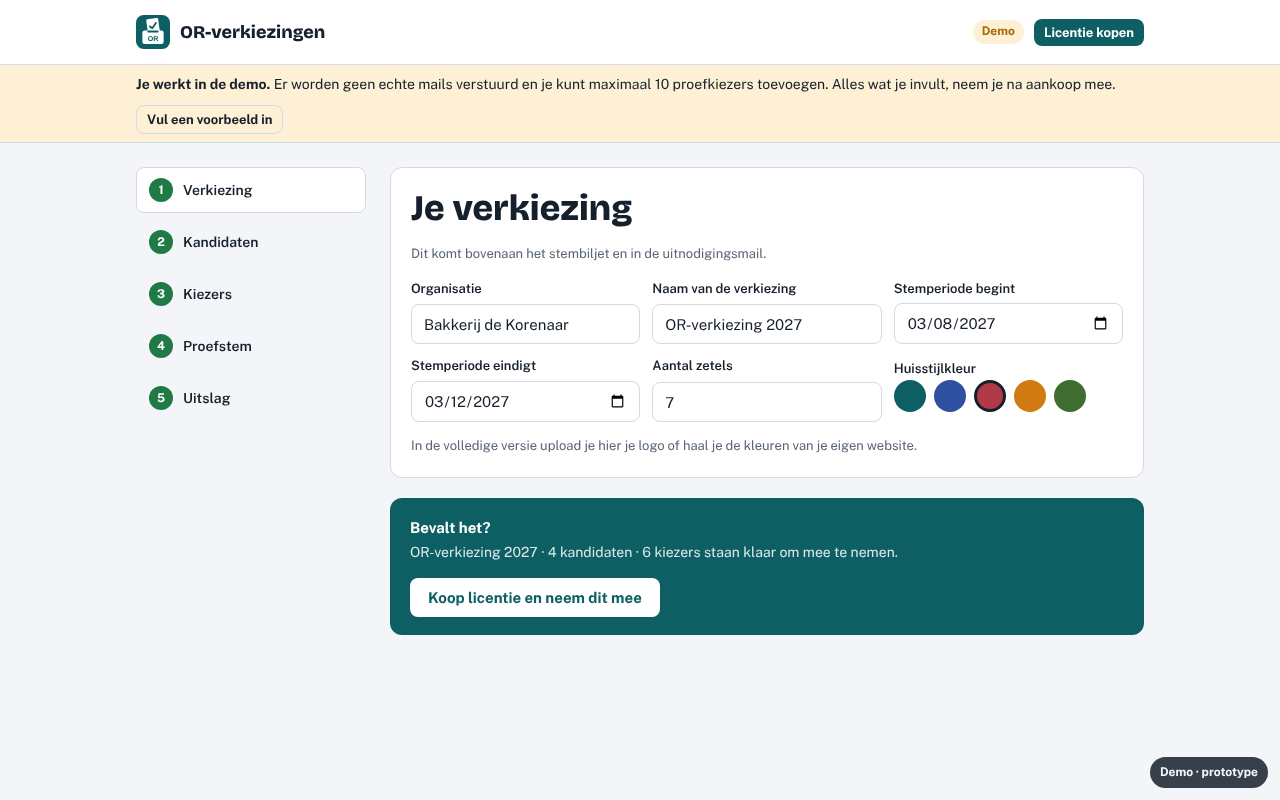 OR
OR-verkiezingen
Demo
Licentie kopen
Je werkt in de demo. Er worden geen echte mails verstuurd en je kunt maximaal 10 proefkiezers toevoegen. Alles wat je invult, neem je na aankoop mee.
Vul een voorbeeld in
1 Verkiezing
2 Kandidaten
3 Kiezers
4 Proefstem
5 Uitslag
Je verkiezing
Dit komt bovenaan het stembiljet en in de uitnodigingsmail.
Organisatie
Bakkerij de Korenaar
Naam van de verkiezing
OR-verkiezing 2027
Stemperiode begint
03/08/2027
Stemperiode eindigt
03/12/2027
Aantal zetels
7
Huisstijlkleur
In de volledige versie upload je hier je logo of haal je de kleuren van je eigen website.
Bevalt het?
OR-verkiezing 2027 · 4 kandidaten · 6 kiezers staan klaar om mee te nemen.
Koop licentie en neem dit mee
Demo · prototype